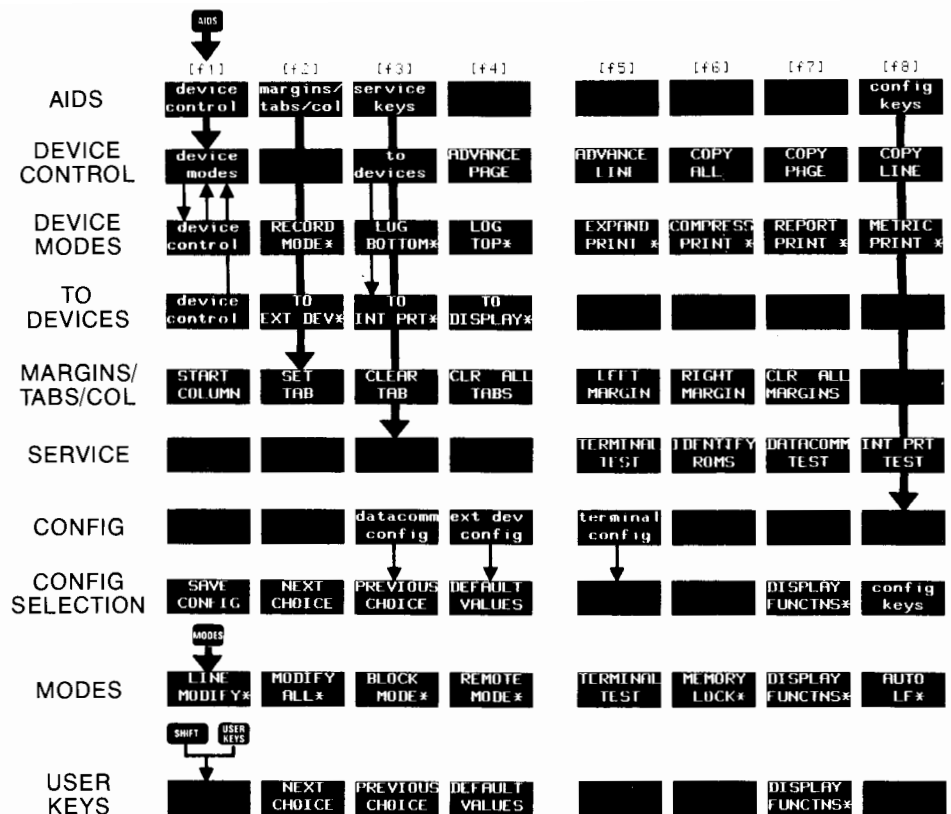 AIDS
[f1] [f2] [f3] [f4] [f5] [f6] [f7] [f8]
AIDS
device control
margins/ tabs/col
service keys
config keys
DEVICE CONTROL
device modes
to devices
ADVANCE PAGE
ADVANCE LINE
COPY ALL
COPY PAGE
COPY LINE
DEVICE MODES
device control
RECORD MODE*
LOG BOTTOM*
LOG TOP*
EXPAND PRINT *
COMPRESS PRINT *
REPORT PRINT *
METRIC PRINT *
TO DEVICES
device control
TO EXT DEV*
TO INT PRT*
TO DISPLAY*
MARGINS/ TABS/COL
START COLUMN
SET TAB
CLEAR TAB
CLR ALL TABS
LEFT MARGIN
RIGHT MARGIN
CLR ALL MARGINS
SERVICE
TERMINAL TEST
IDENTIFY ROMS
DATACOMM TEST
INT PRT TEST
CONFIG
datacomm config
ext dev config
terminal config
CONFIG SELECTION
SAVE CONFIG
NEXT CHOICE
PREVIOUS CHOICE
DEFAULT VALUES
DISPLAY FUNCTNS*
config keys
MODES
MODES
LINE MODIFY*
MODIFY ALL*
BLOCK MODE*
REMOTE MODE*
TERMINAL TEST
MEMORY LOCK*
DISPLAY FUNCTNS*
AUTO LF*
SHIFT
USER KEYS
USER KEYS
NEXT CHOICE
PREVIOUS CHOICE
DEFAULT VALUES
DISPLAY FUNCTNS*